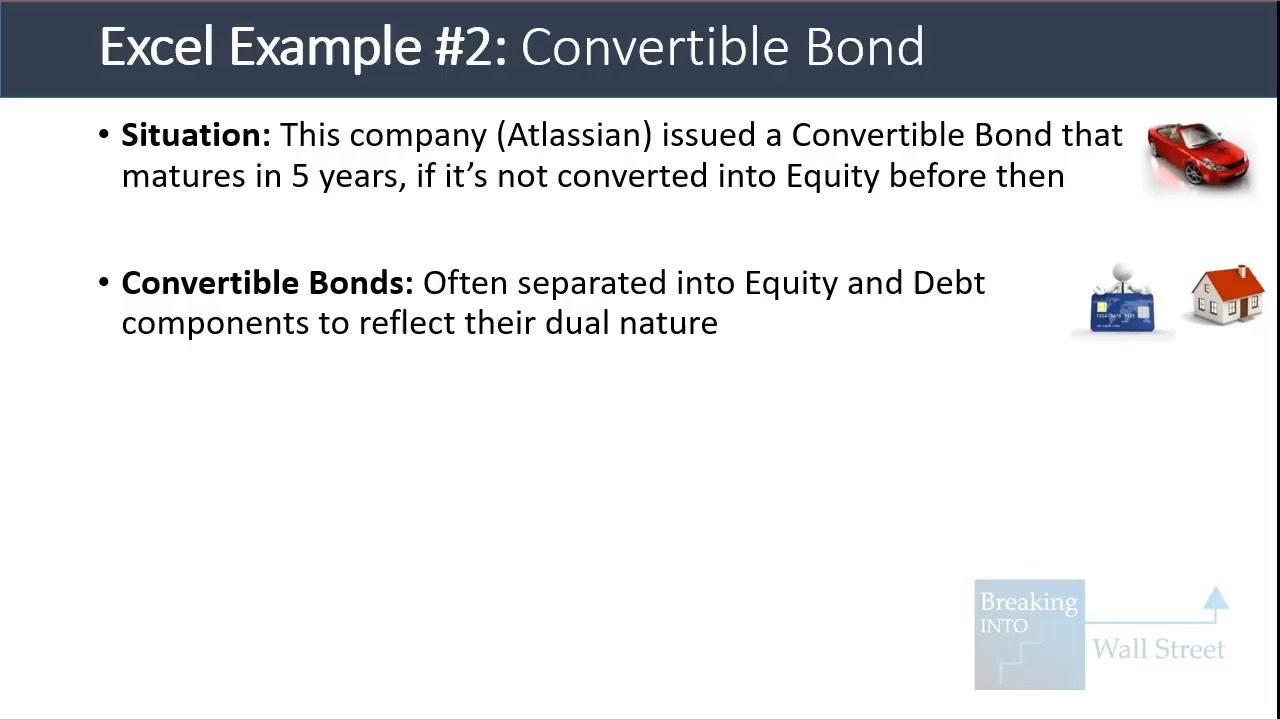 Excel Example #2: Convertible Bond
• Situation: This company (Atlassian) issued a Convertible Bond that
matures in 5 years, if it’s not converted into Equity before then
• Convertible Bonds: Often separated into Equity and Debt
components to reflect their dual nature
Breaking
INTO
Wall Street